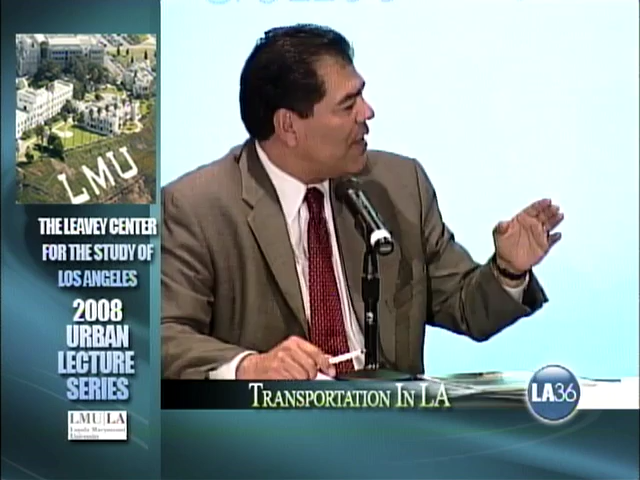 LMU
THE LEAVEY CENTER
FOR THE STUDY OF
LOS ANGELES
2008
URBAN
LECTURE
SERIES
LMU LA
Loyola Marymount
University
TRANSPORTATION IN LA
LA36